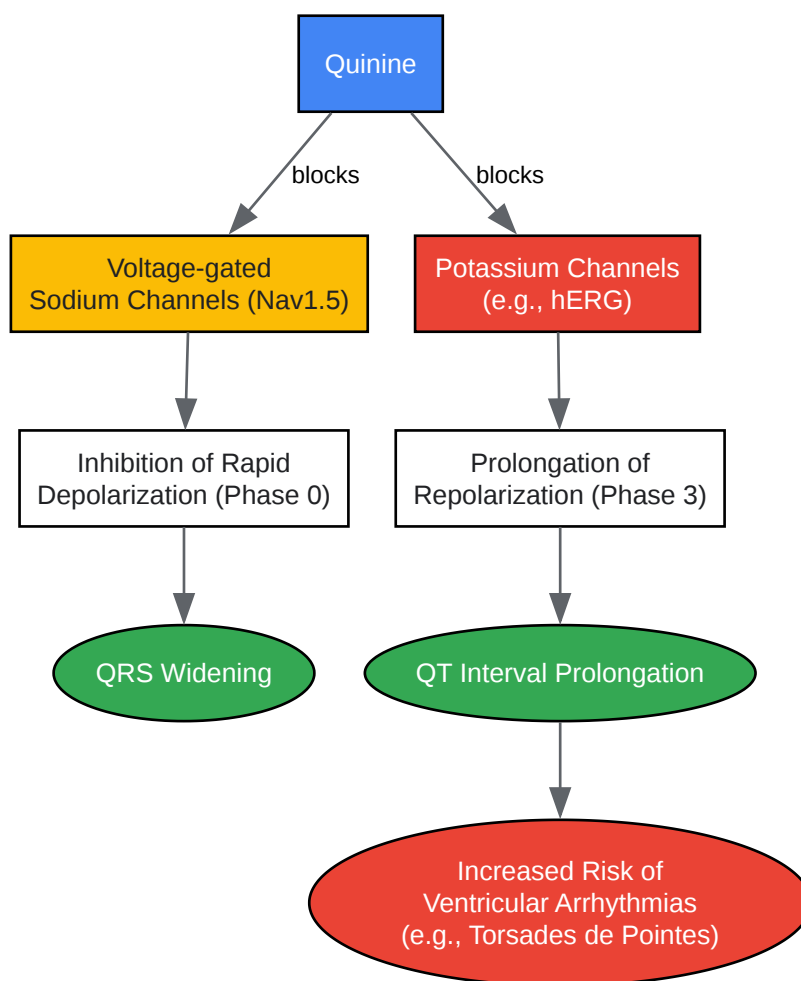 Quinine
blocks
blocks
Voltage-gated
Sodium Channels (Nav1.5)
Potassium Channels
(e.g., hERG)
Inhibition of Rapid
Depolarization (Phase 0)
Prolongation of
Repolarization (Phase 3)
QRS Widening
QT Interval Prolongation
Increased Risk of
Ventricular Arrhythmias
(e.g., Torsades de Pointes)